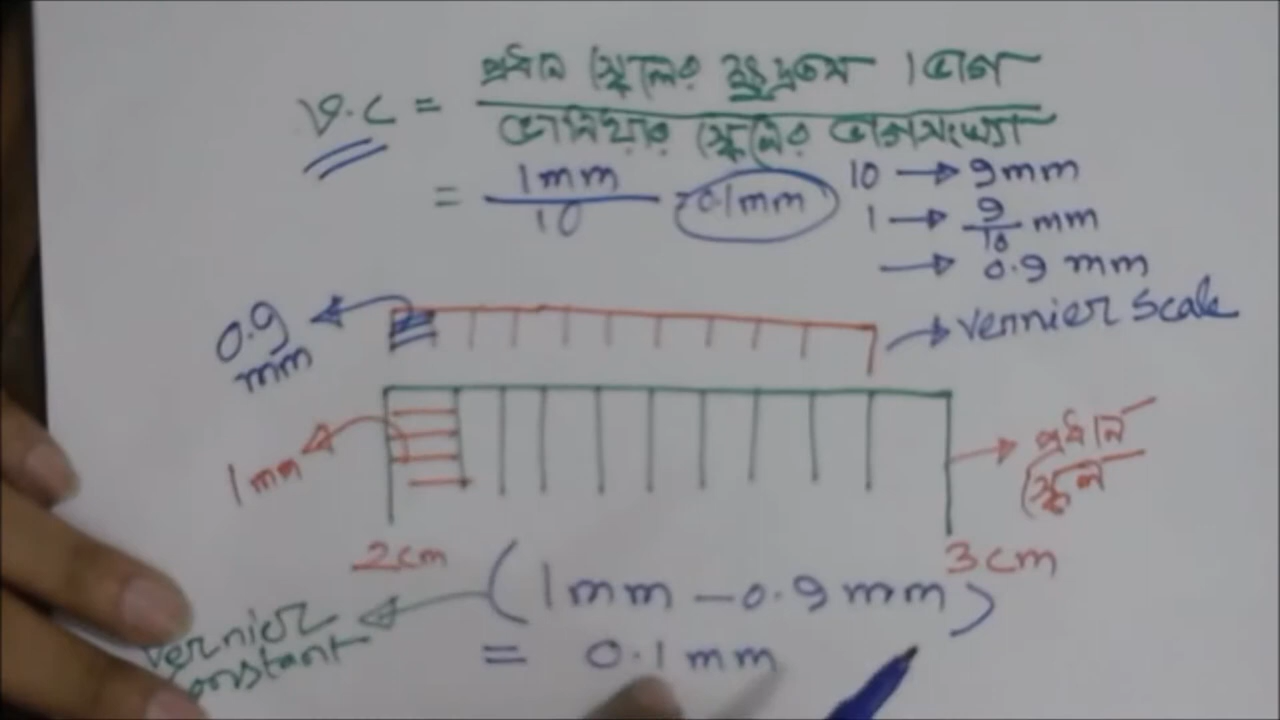 প্রধান স্কেলের ক্ষুদ্রতম 1 ভাগ
V.C =
ভার্নিয়ার স্কেলের ভাগসংখ্যা
= 1mm / 10 = 0.1mm
10 → 9mm
1 → 9/10 mm
→ 0.9 mm
0.9 mm
Vernier Scale
1mm
প্রধান স্কেল
2cm
3cm
(1mm - 0.9mm)
Vernier constant
= 0.1mm